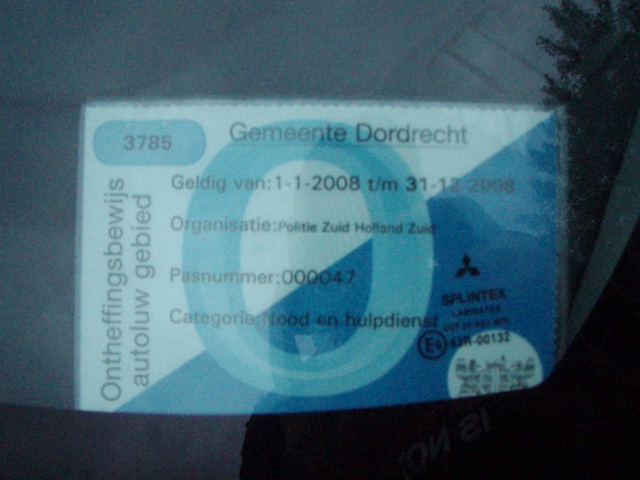 3785
Gemeente Dordrecht
Ontheffingsbewijs
autoluw gebied
Geldig van:1-1-2008 t/m 31-12-2008
Organisatie:Politie Zuid Holland Zuid
Pasnummer:000047
Categorie:Nood en hulpdienst
SPLINTEX
LAMINATED
43R-00132